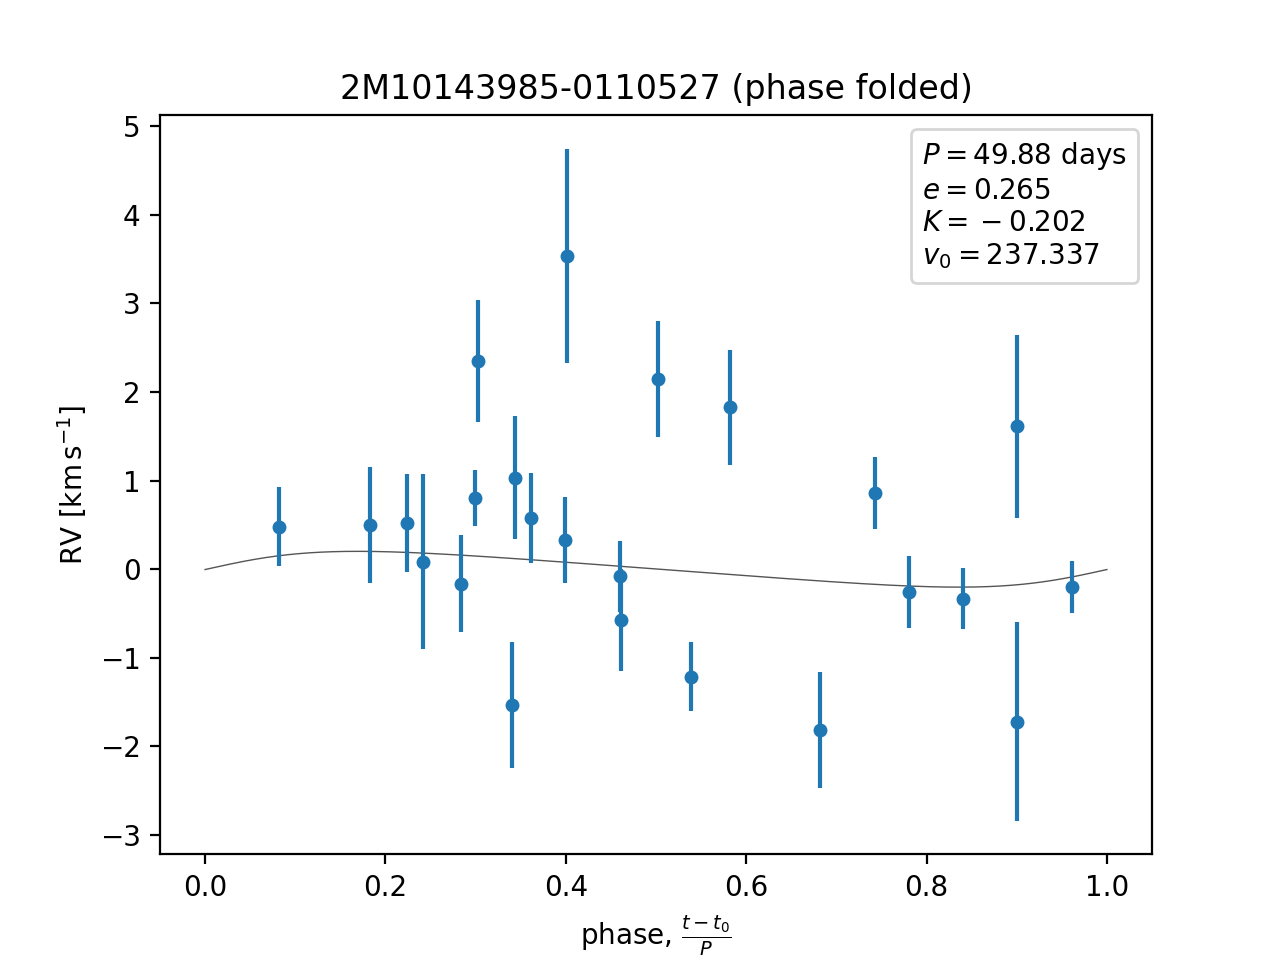 2M10143985-0110527 (phase folded)
P = 49.88 days
e = 0.265
K = −0.202
v₀ = 237.337
5
4
3
2
1
0
−1
−2
−3
RV [km s⁻¹]
0.0 0.2 0.4 0.6 0.8 1.0
phase, (t − t₀)/P